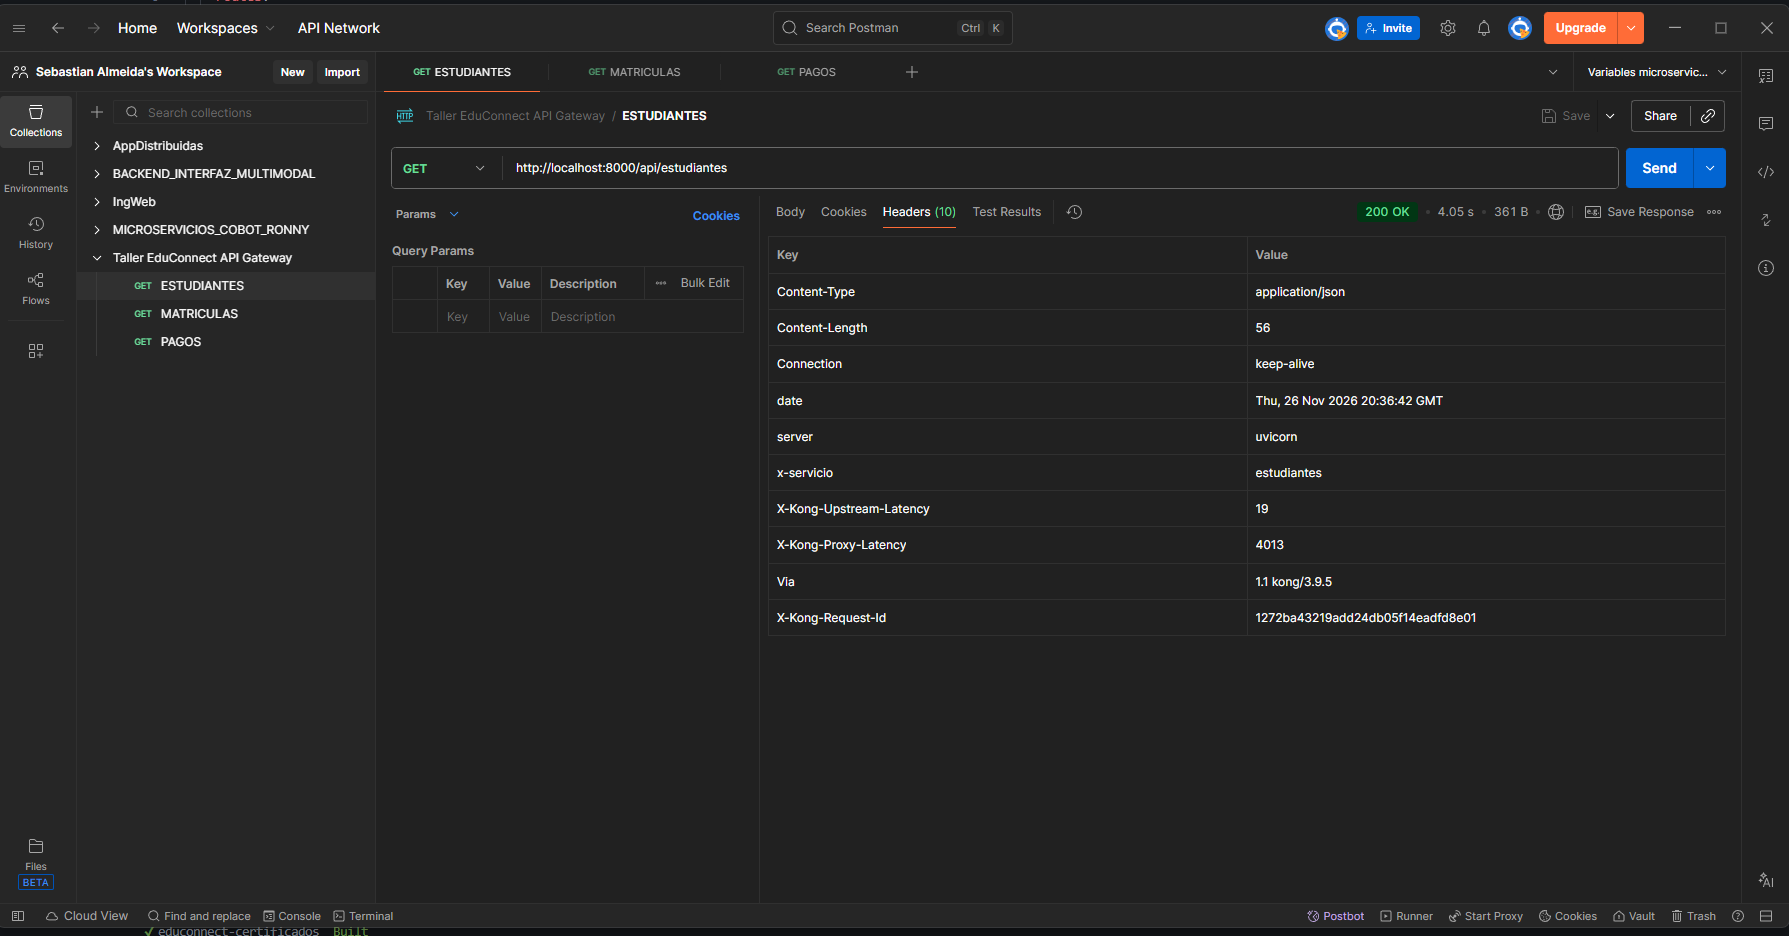 Home
Workspaces
API Network
Search Postman
Ctrl K
Invite
Upgrade
Sebastian Almeida's Workspace
New
Import
GET ESTUDIANTES
GET MATRICULAS
GET PAGOS
Variables microservic...
Collections
Environments
History
Flows
Files
BETA
Search collections
AppDistribuidas
BACKEND_INTERFAZ_MULTIMODAL
IngWeb
MICROSERVICIOS_COBOT_RONNY
Taller EduConnect API Gateway
GET ESTUDIANTES
GET MATRICULAS
GET PAGOS
HTTP Taller EduConnect API Gateway / ESTUDIANTES
Save
Share
GET http://localhost:8000/api/estudiantes
Send
Params
Cookies
Query Params
Key Value Description Bulk Edit
Key Value Description
Body Cookies Headers (10) Test Results
200 OK • 4.05 s • 361 B
Save Response
Key Value
Content-Type application/json
Content-Length 56
Connection keep-alive
date Thu, 26 Nov 2026 20:36:42 GMT
server uvicorn
x-servicio estudiantes
X-Kong-Upstream-Latency 19
X-Kong-Proxy-Latency 4013
Via 1.1 kong/3.9.5
X-Kong-Request-Id 1272ba43219add24db05f14eadfd8e01
AI
Cloud View
Find and replace
Console
Terminal
Postbot
Runner
Start Proxy
Cookies
Vault
Trash
educonnect-certificados Built